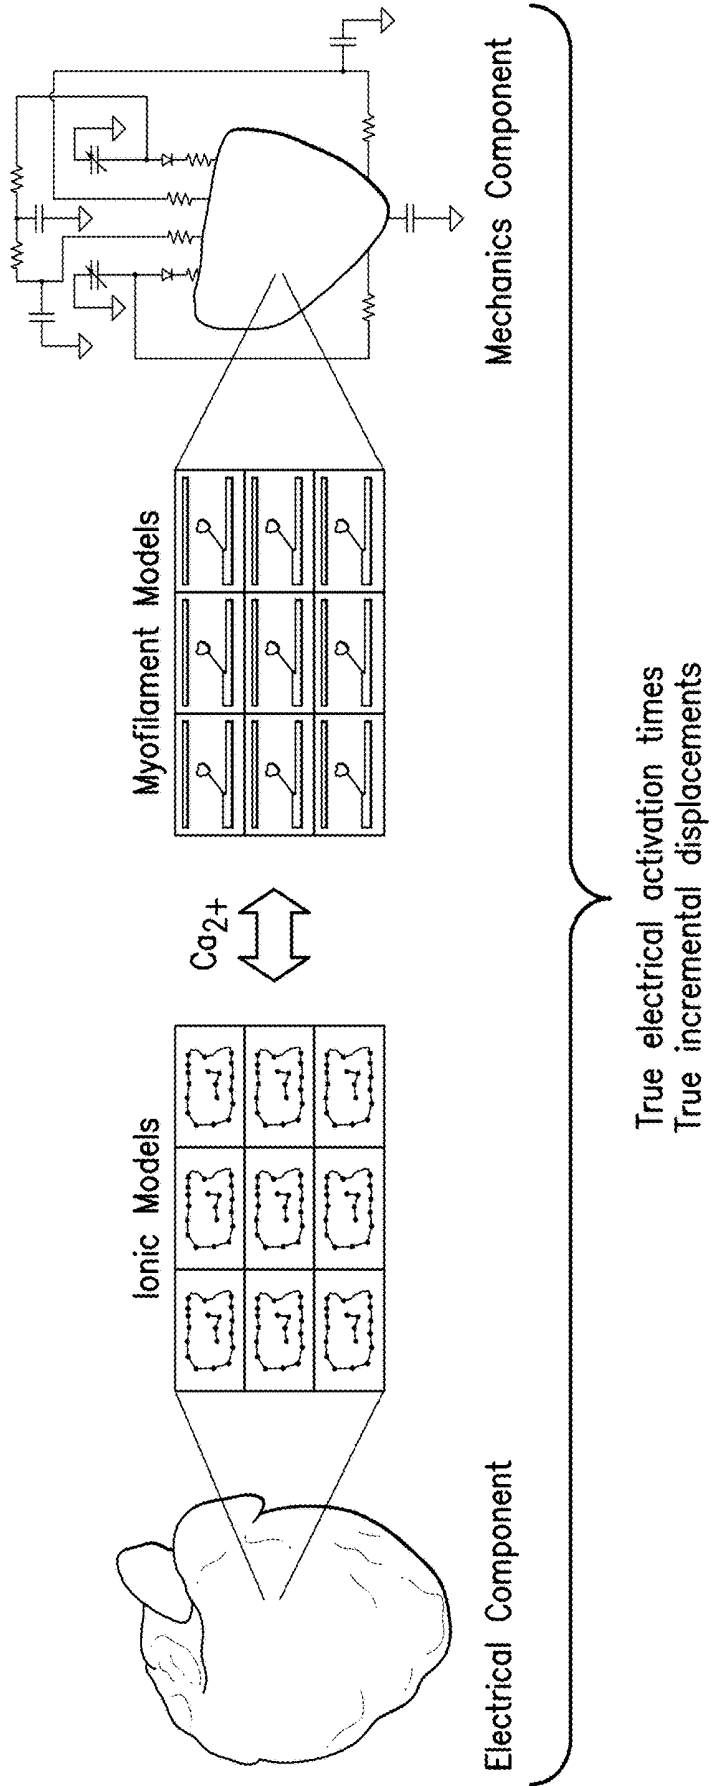 Ionic Models
Ca2+
Myofilament Models
Electrical Component
Mechanics Component
True electrical activation times
True incremental displacements